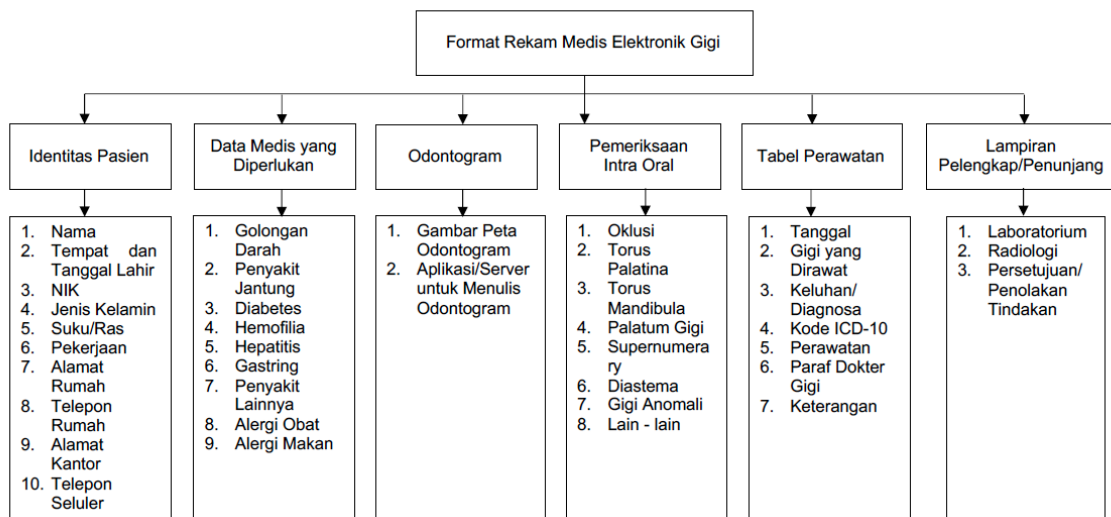 Format Rekam Medis Elektronik Gigi
Identitas Pasien
Data Medis yang
Diperlukan
Odontogram
Pemeriksaan
Intra Oral
Tabel Perawatan
Lampiran
Pelengkap/Penunjang
1. Nama
2. Tempat dan
Tanggal Lahir
3. NIK
4. Jenis Kelamin
5. Suku/Ras
6. Pekerjaan
7. Alamat
Rumah
8. Telepon
Rumah
9. Alamat
Kantor
10. Telepon
Seluler
1. Golongan
Darah
2. Penyakit
Jantung
3. Diabetes
4. Hemofilia
5. Hepatitis
6. Gastring
7. Penyakit
Lainnya
8. Alergi Obat
9. Alergi Makan
1. Gambar Peta
Odontogram
2. Aplikasi/Server
untuk Menulis
Odontogram
1. Oklusi
2. Torus
Palatina
3. Torus
Mandibula
4. Palatum Gigi
5. Supernumera
ry
6. Diastema
7. Gigi Anomali
8. Lain - lain
1. Tanggal
2. Gigi yang
Dirawat
3. Keluhan/
Diagnosa
4. Kode ICD-10
5. Perawatan
6. Paraf Dokter
Gigi
7. Keterangan
1. Laboratorium
2. Radiologi
3. Persetujuan/
Penolakan
Tindakan